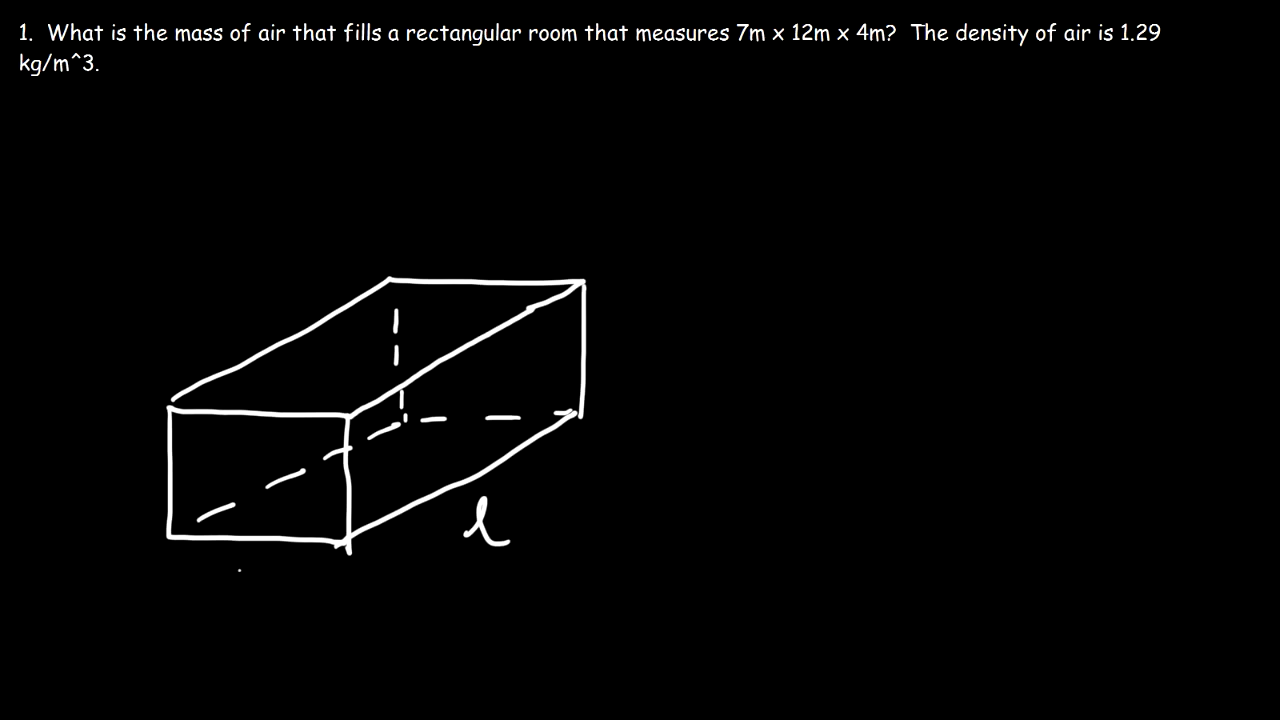 1. What is the mass of air that fills a rectangular room that measures 7m x 12m x 4m? The density of air is 1.29
kg/m^3.
l